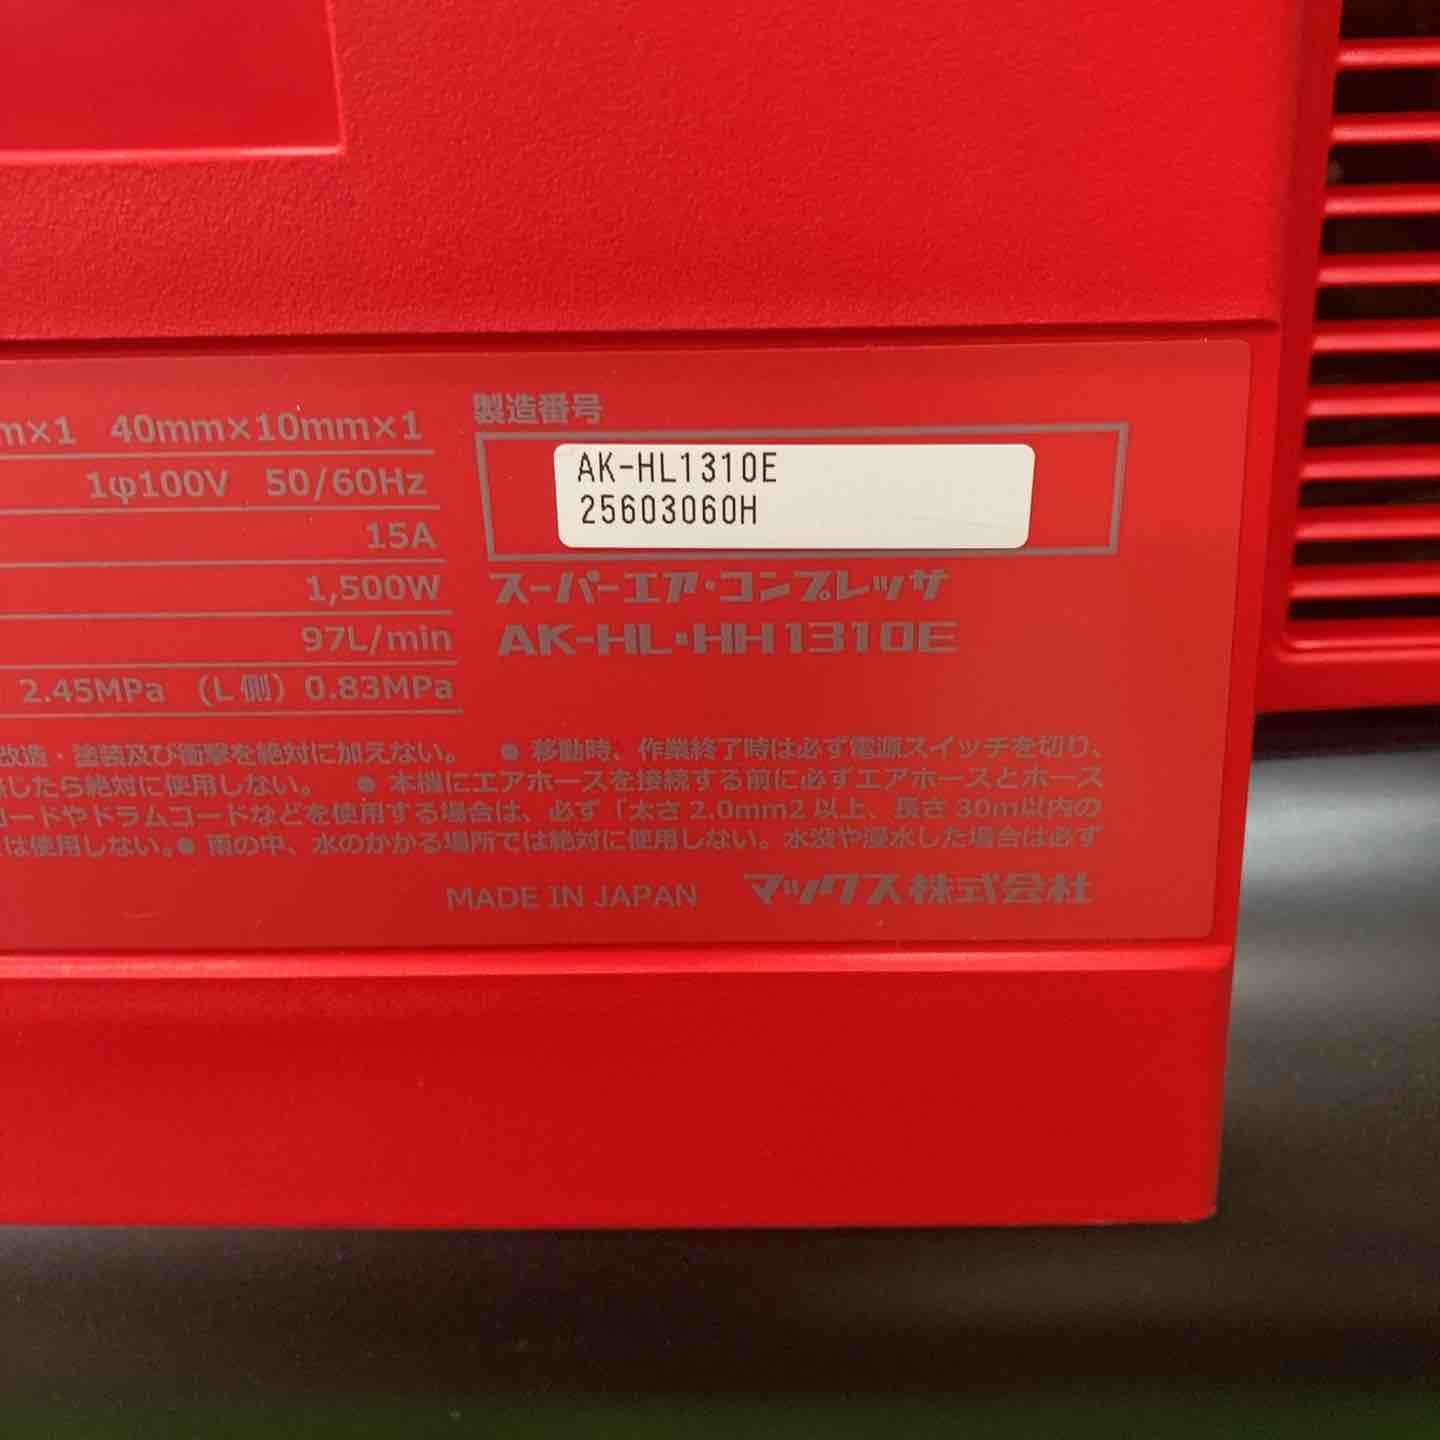 m×1 40mm×10mm×1
1φ100V 50/60Hz
15A
1,500W
97L/min
2.45MPa (L側) 0.83MPa
製造番号
AK-HL1310E
25603060H
スーパーエア・コンプレッサ
AK-HL・HH1310E
改造・塗装及び衝撃を絶対に加えない。 ● 移動時、作業終了時は必ず電源スイッチを切り、
じたら絶対に使用しない。 ● 本機にエアホースを接続する前に必ずエアホースとホース
コードやドラムコードなどを使用する場合は、必ず「太さ2.0mm2以上、長さ30m以内の
は使用しない。● 雨の中、水のかかる場所では絶対に使用しない。水没や浸水した場合は必ず
MADE IN JAPAN マックス株式会社